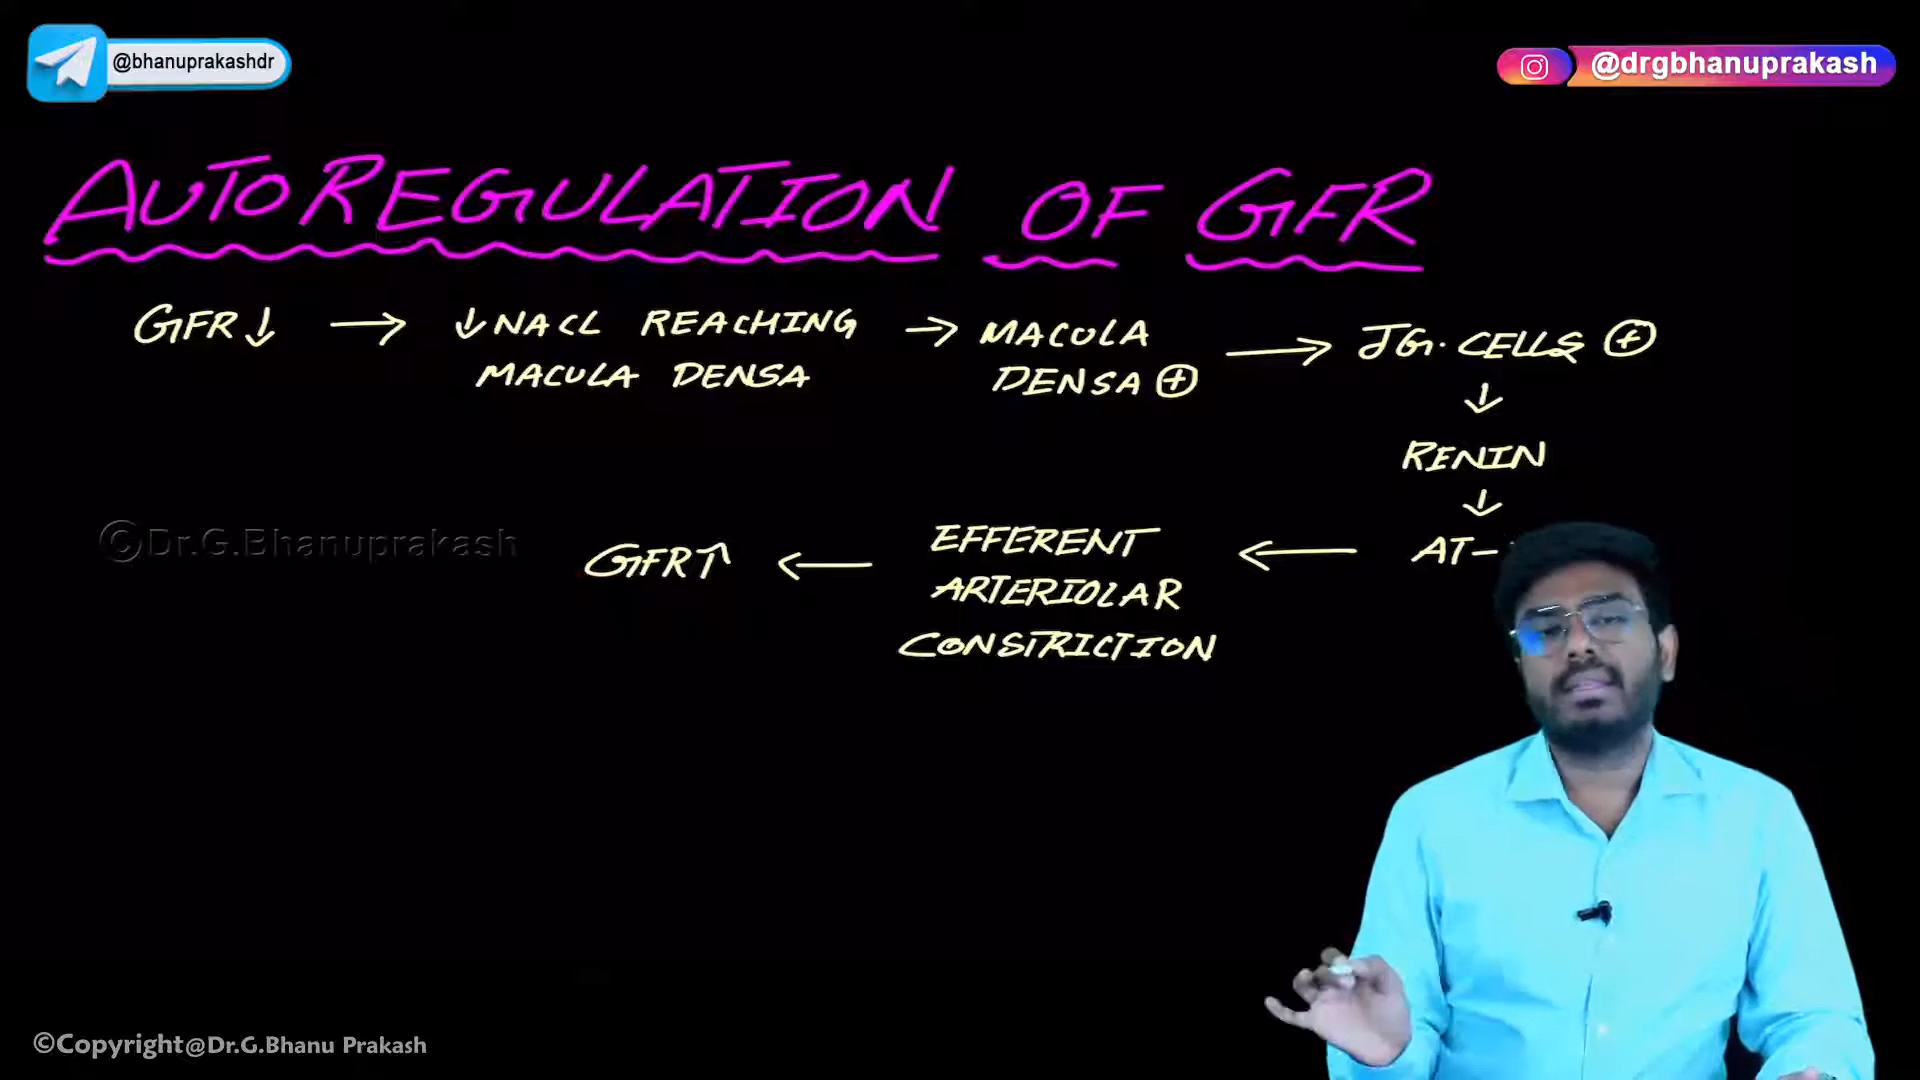 @bhanuprakashdr
@drgbhanuprakash
AUTOREGULATION OF GFR
GFR↓ → ↓NACL REACHING → MACULA → JG. CELLS ⊕
MACULA DENSA DENSA ⊕
↓
RENIN
↓
GFR↑ ← EFFERENT ← AT-
ARTERIOLAR
CONSTRICTION
©Dr.G.Bhanuprakash
©Copyright@Dr.G.Bhanu Prakash